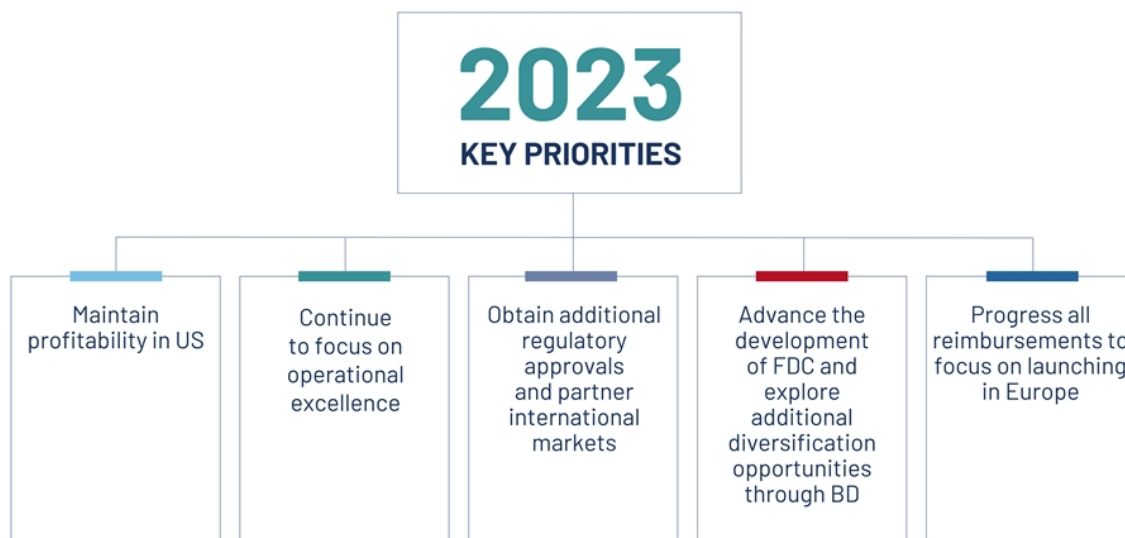 2023
KEY PRIORITIES
Maintain
profitability in US
Continue
to focus on
operational
excellence
Obtain additional
regulatory
approvals
and partner
international
markets
Advance the
development
of FDC and
explore
additional
diversification
opportunities
through BD
Progress all
reimbursements to
focus on launching
in Europe